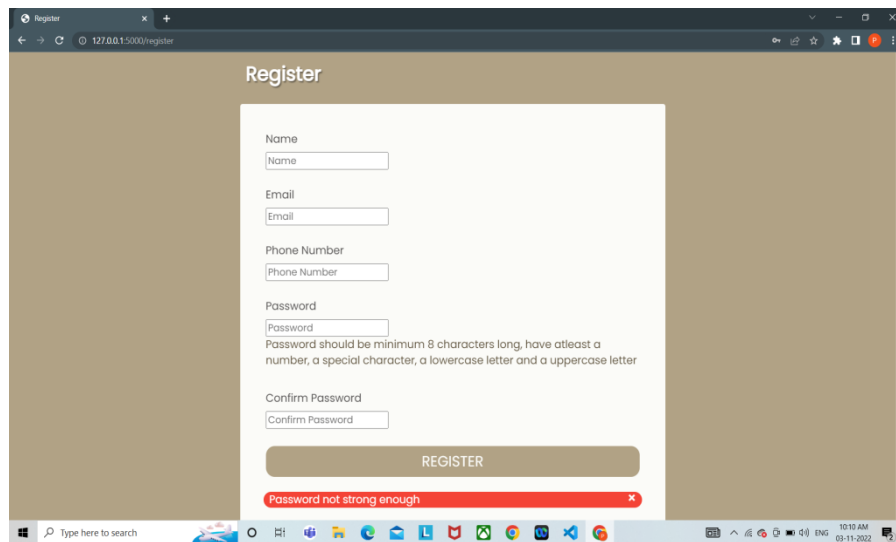 Register
127.0.0.1:5000/register
P
Register
Name
Name
Email
Email
Phone Number
Phone Number
Password
Password
Password should be minimum 8 characters long, have atleast a
number, a special character, a lowercase letter and a uppercase letter
Confirm Password
Confirm Password
REGISTER
Password not strong enough
Type here to search
L
ENG
10:10 AM
03-11-2022